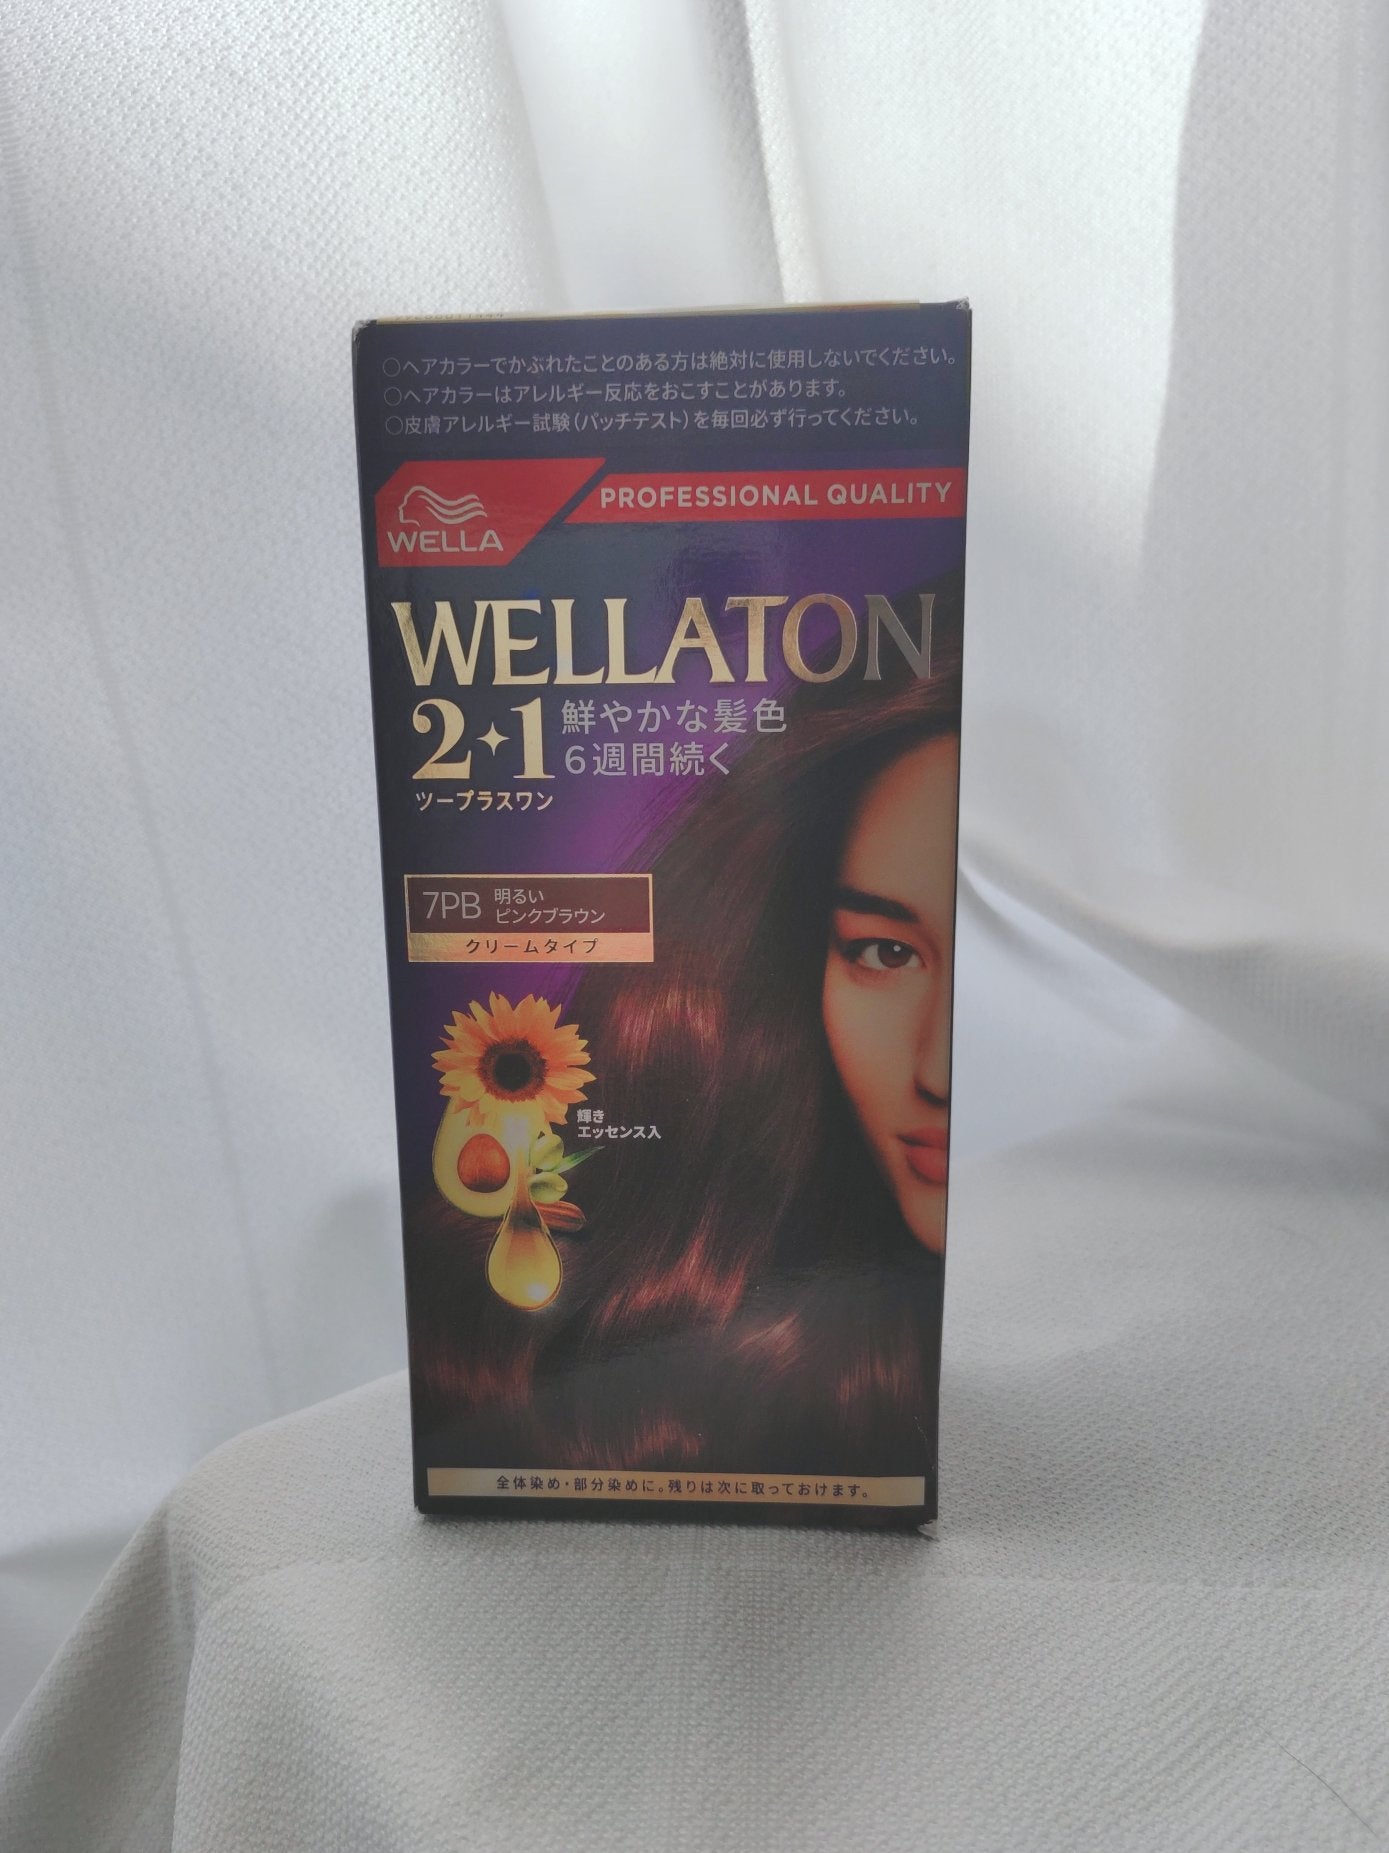 ○ヘアカラーでかぶれたことのある方は絶対に使用しないでください。
○ヘアカラーはアレルギー反応をおこすことがあります。
○皮膚アレルギー試験(パッチテスト)を毎回必ず行ってください。
WELLA
PROFESSIONAL QUALITY
WELLATON
2+1
鮮やかな髪色
6週間続く
ツープラスワン
7PB
明るい
ピンクブラウン
クリームタイプ
輝き
エッセンス入
全体染め・部分染めに。残りは次に取っておけます。